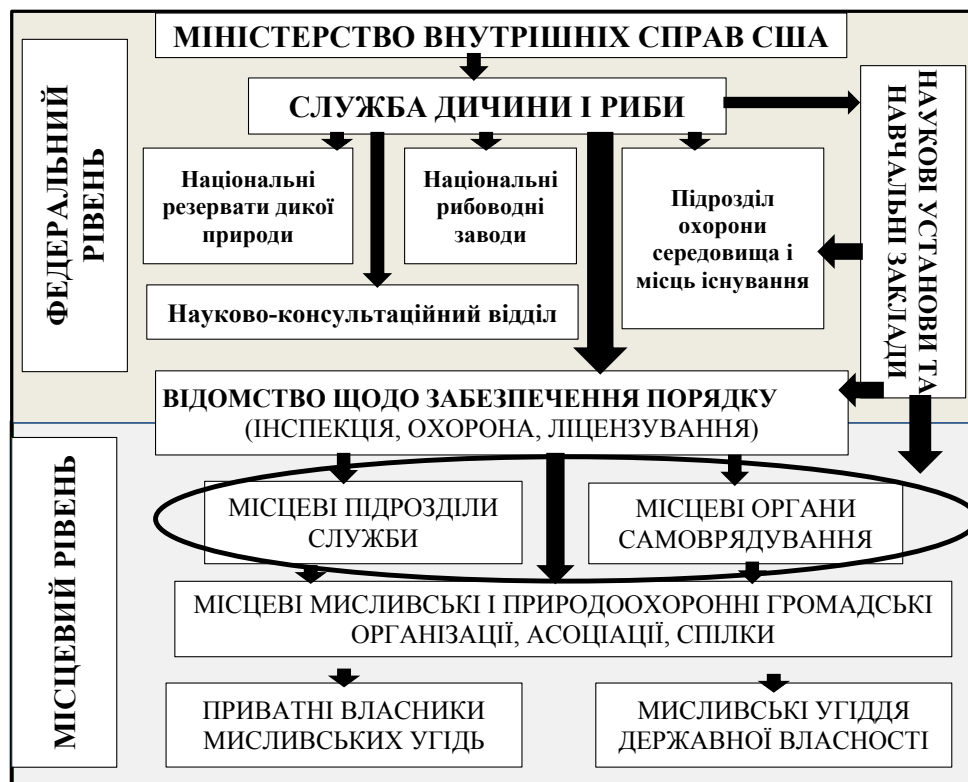 МІНІСТЕРСТВО ВНУТРІШНІХ СПРАВ США
ФЕДЕРАЛЬНИЙ
РІВЕНЬ
СЛУЖБА ДИЧИНИ І РИБИ
НАУКОВІ УСТАНОВИ ТА
НАВЧАЛЬНІ ЗАКЛАДИ
Національні
резервати дикої
природи
Національні
рибоводні
заводи
Підрозділ
охорони
середовища і
місць існування
Науково-консультаційний відділ
ВІДОМСТВО ЩОДО ЗАБЕЗПЕЧЕННЯ ПОРЯДКУ
(ІНСПЕКЦІЯ, ОХОРОНА, ЛІЦЕНЗУВАННЯ)
МІСЦЕВИЙ РІВЕНЬ
МІСЦЕВІ ПІДРОЗДІЛИ
СЛУЖБИ
МІСЦЕВІ ОРГАНИ
САМОВРЯДУВАННЯ
МІСЦЕВІ МИСЛИВСЬКІ І ПРИРОДООХОРОННІ ГРОМАДСЬКІ
ОРГАНІЗАЦІЇ, АСОЦІАЦІЇ, СПІЛКИ
ПРИВАТНІ ВЛАСНИКИ
МИСЛИВСЬКИХ УГІДЬ
МИСЛИВСЬКІ УГІДДЯ
ДЕРЖАВНОЇ ВЛАСНОСТІ